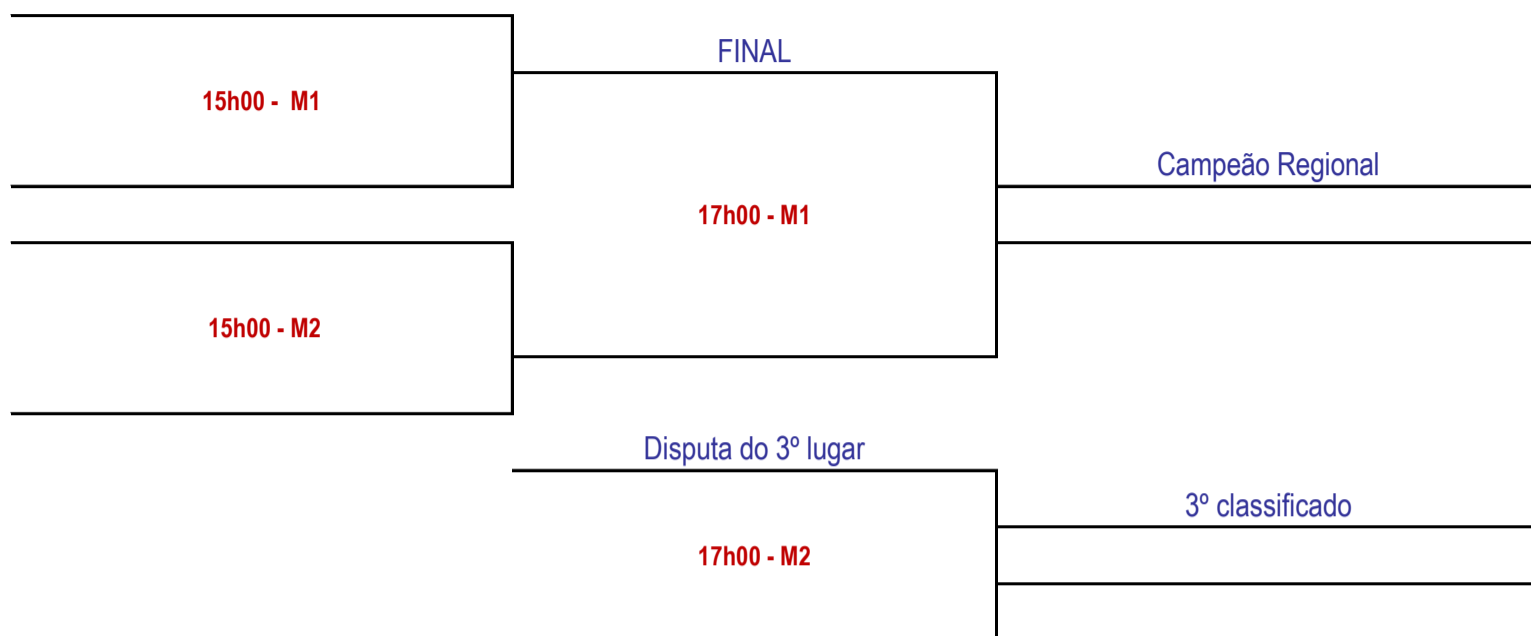 FINAL
15h00 - M1
Campeão Regional
17h00 - M1
15h00 - M2
Disputa do 3º lugar
3º classificado
17h00 - M2